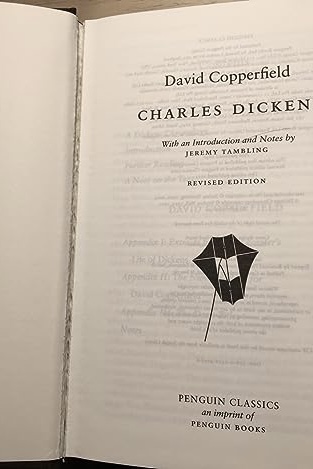 David Copperfield
CHARLES DICKEN
With an Introduction and Notes by
JEREMY TAMBLING
REVISED EDITION
PENGUIN CLASSICS
an imprint of
PENGUIN BOOKS